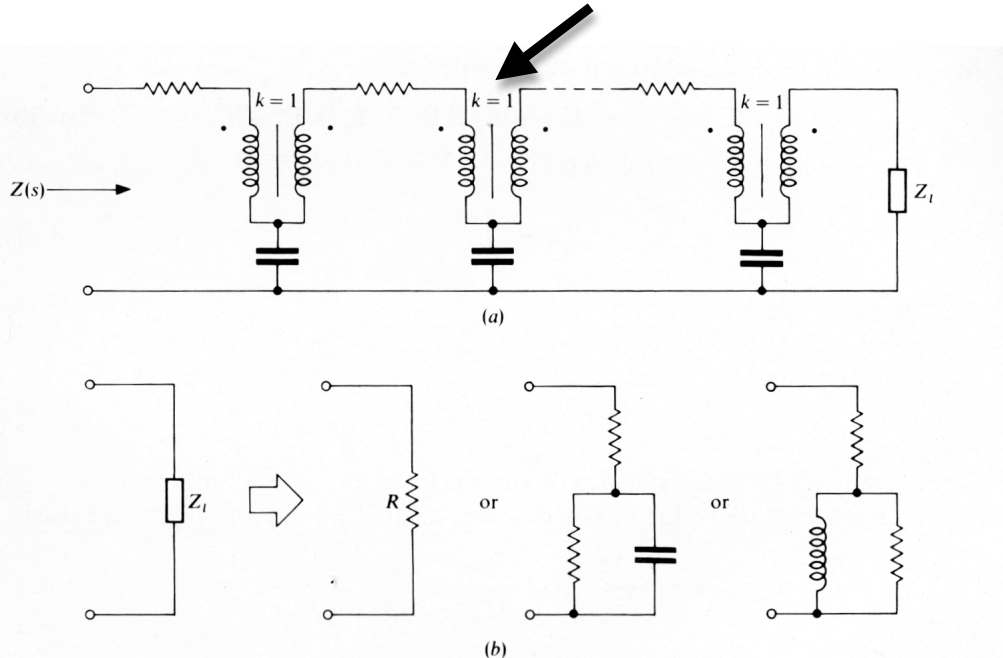 k = 1
k = 1
k = 1
Z(s)
Z_l
(a)
Z_l
R
or
or
(b)